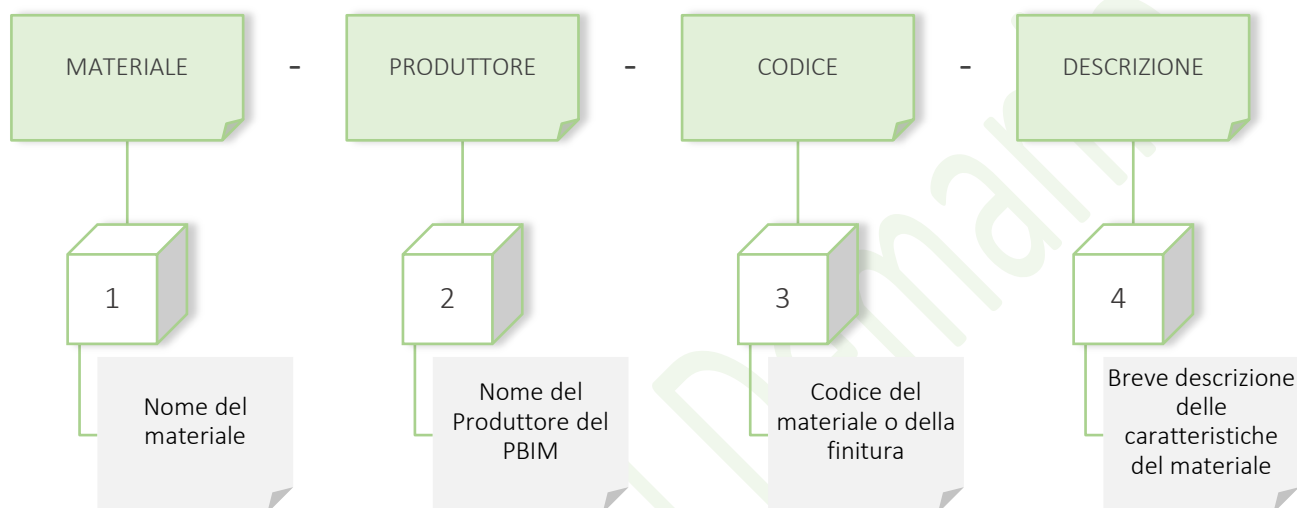 MATERIALE - PRODUTTORE - CODICE - DESCRIZIONE
1
2
3
4
Nome del
materiale
Nome del
Produttore del
PBIM
Codice del
materiale o della
finitura
Breve descrizione
delle
caratteristiche
del materiale